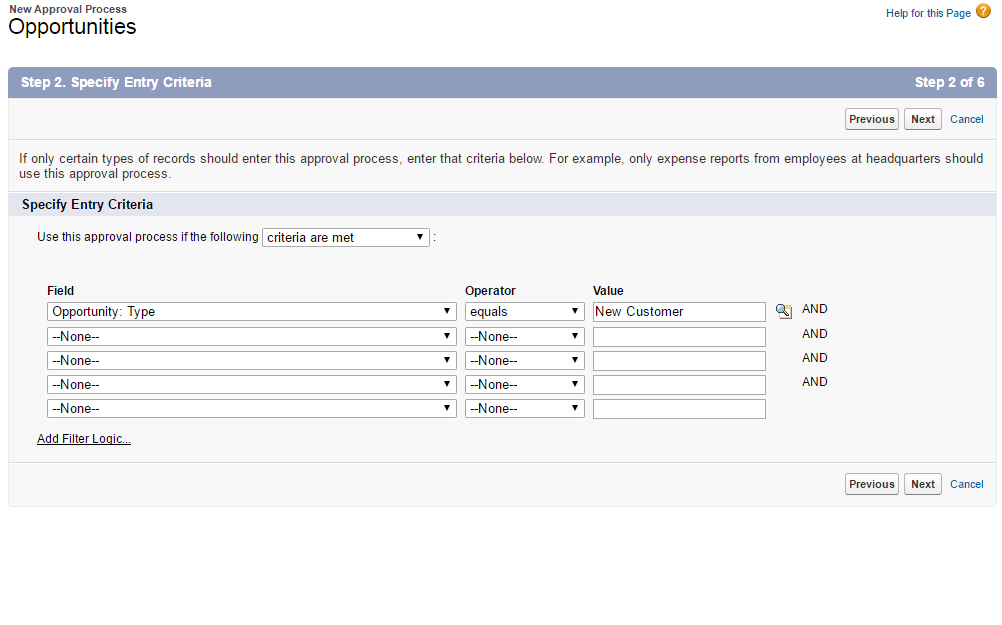 New Approval Process
Opportunities
Help for this Page ?
Step 2. Specify Entry Criteria Step 2 of 6
Previous Next Cancel
If only certain types of records should enter this approval process, enter that criteria below. For example, only expense reports from employees at headquarters should
use this approval process.
Specify Entry Criteria
Use this approval process if the following criteria are met :
Field Operator Value
Opportunity: Type equals New Customer AND
--None-- --None-- AND
--None-- --None-- AND
--None-- --None-- AND
--None-- --None--
Add Filter Logic...
Previous Next Cancel